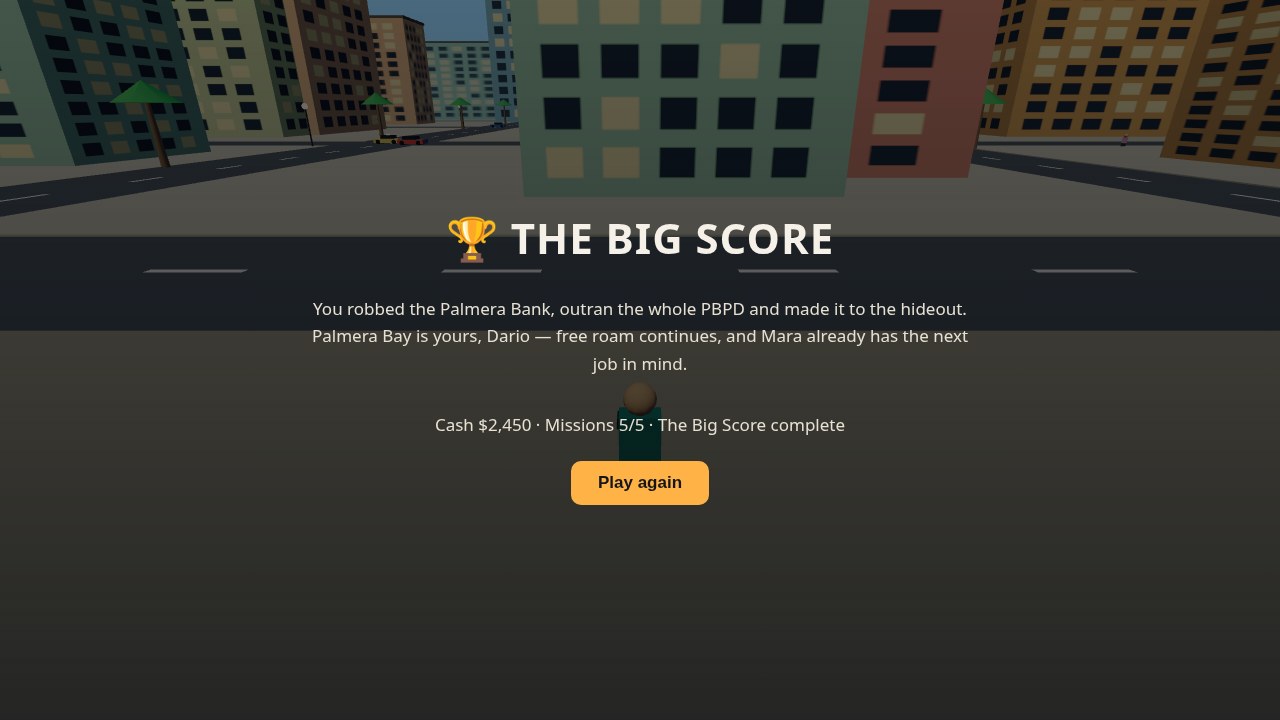 🏆 THE BIG SCORE
You robbed the Palmera Bank, outran the whole PBPD and made it to the hideout.
Palmera Bay is yours, Dario — free roam continues, and Mara already has the next
job in mind.
Cash $2,450 · Missions 5/5 · The Big Score complete
Play again